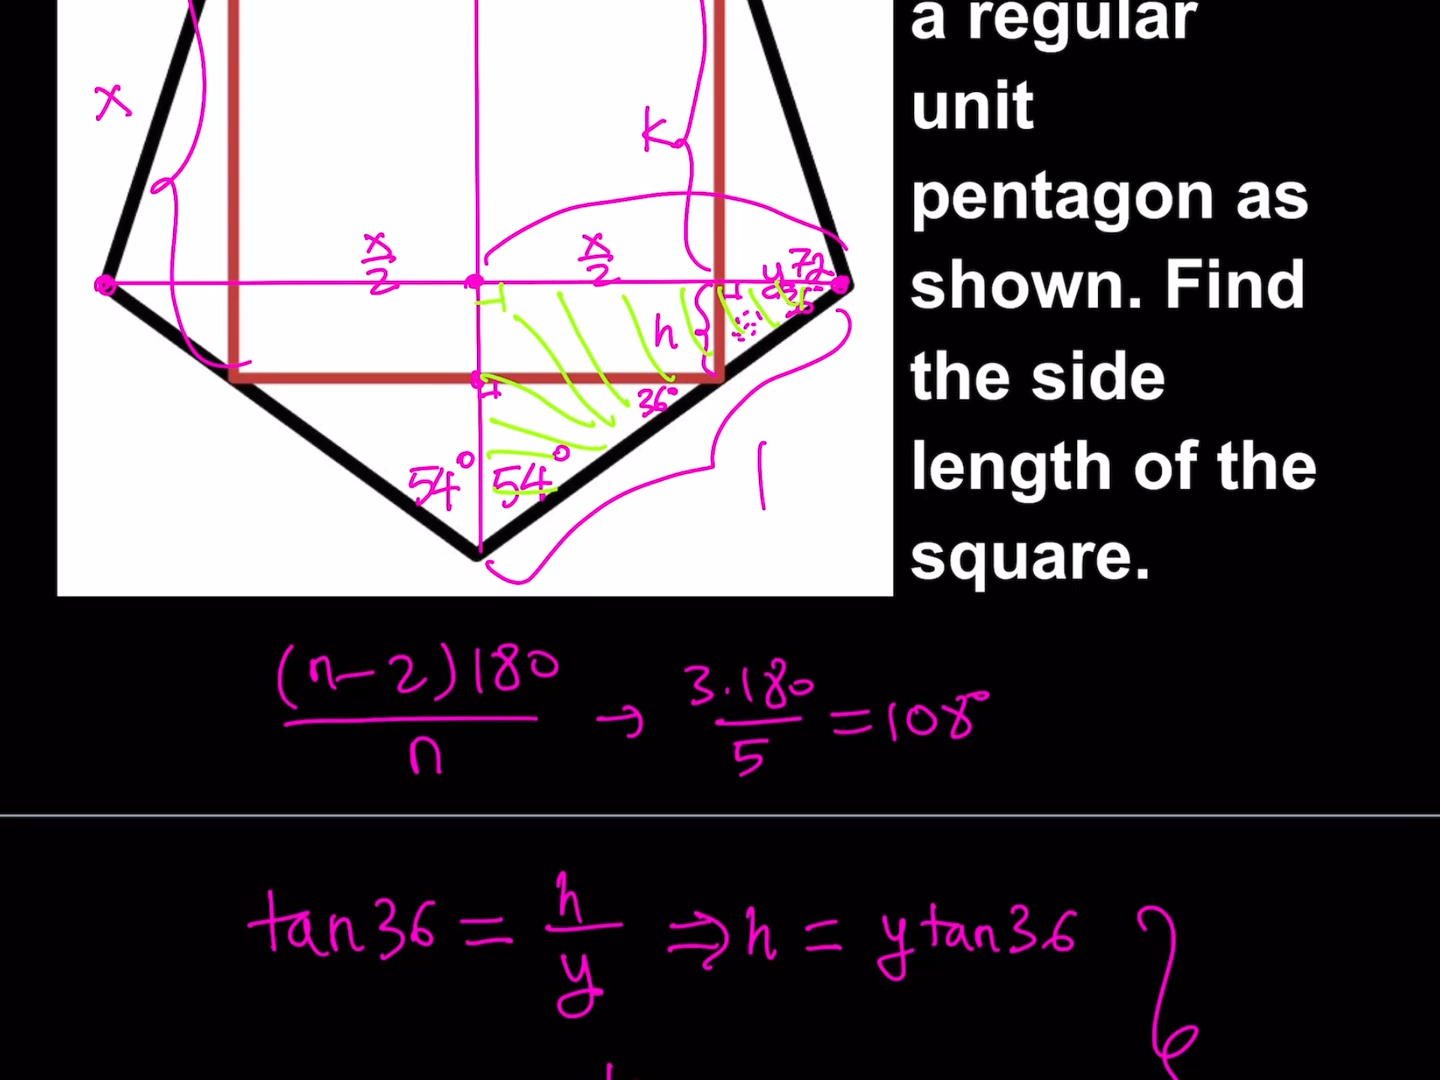 a regular
unit
pentagon as
shown. Find
the side
length of the
square.
x
K
x/2
x/2
y 72
36°
h
36°
54° 54°
1
(n-2)180/n → 3.180/5 = 108°
tan36 = h/y ⇒ h = y tan36